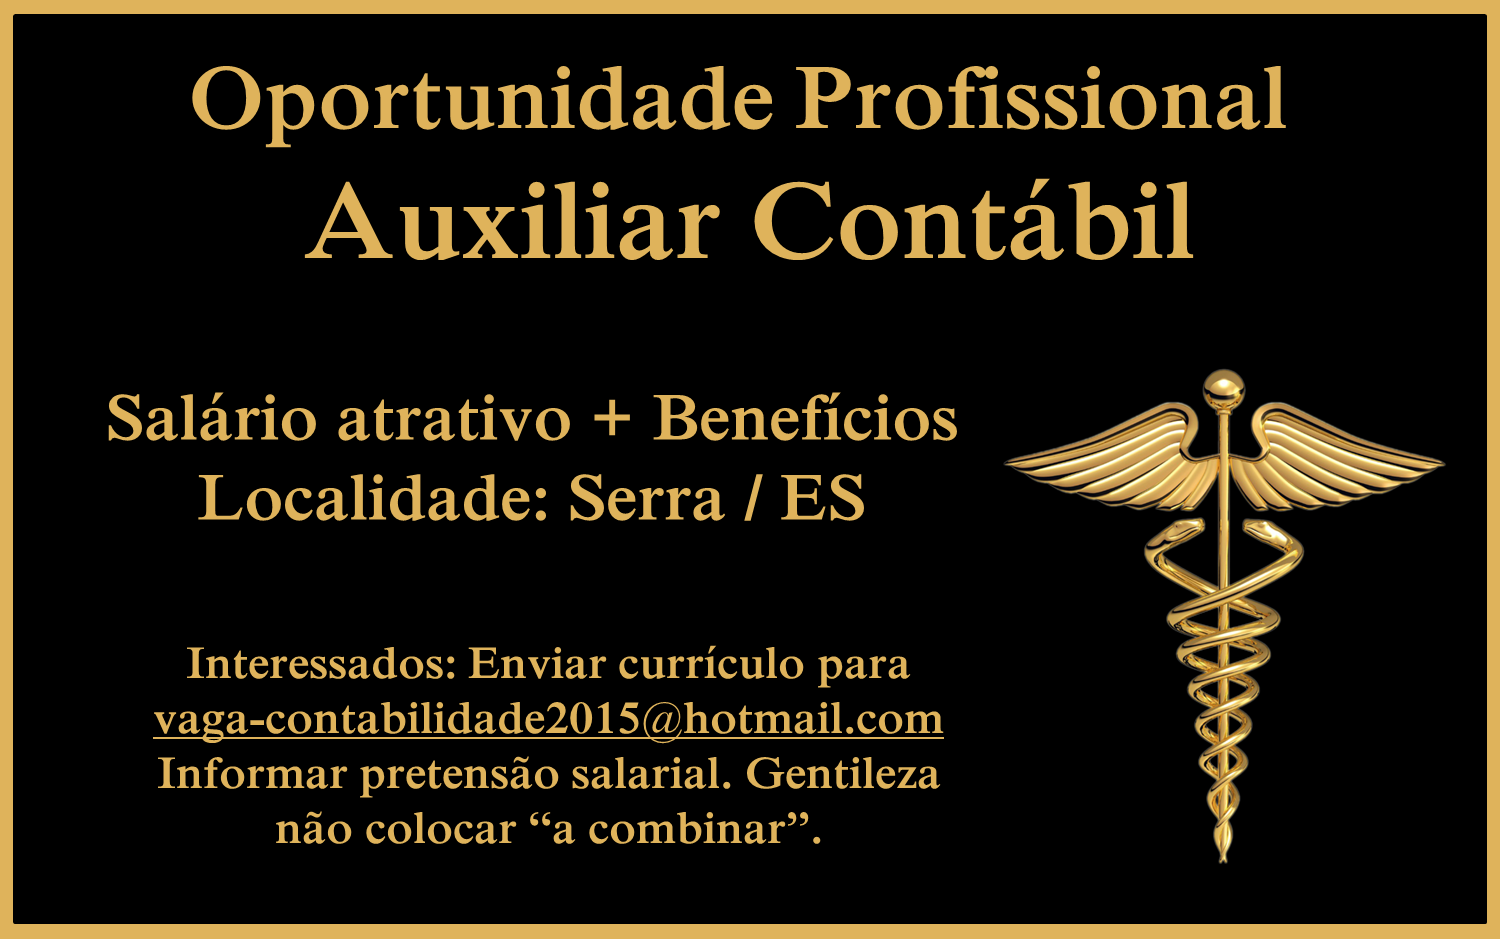 Oportunidade Profissional
Auxiliar Contábil
Salário atrativo + Benefícios
Localidade: Serra / ES
Interessados: Enviar currículo para
vaga-contabilidade2015@hotmail.com
Informar pretensão salarial. Gentileza
não colocar “a combinar”.